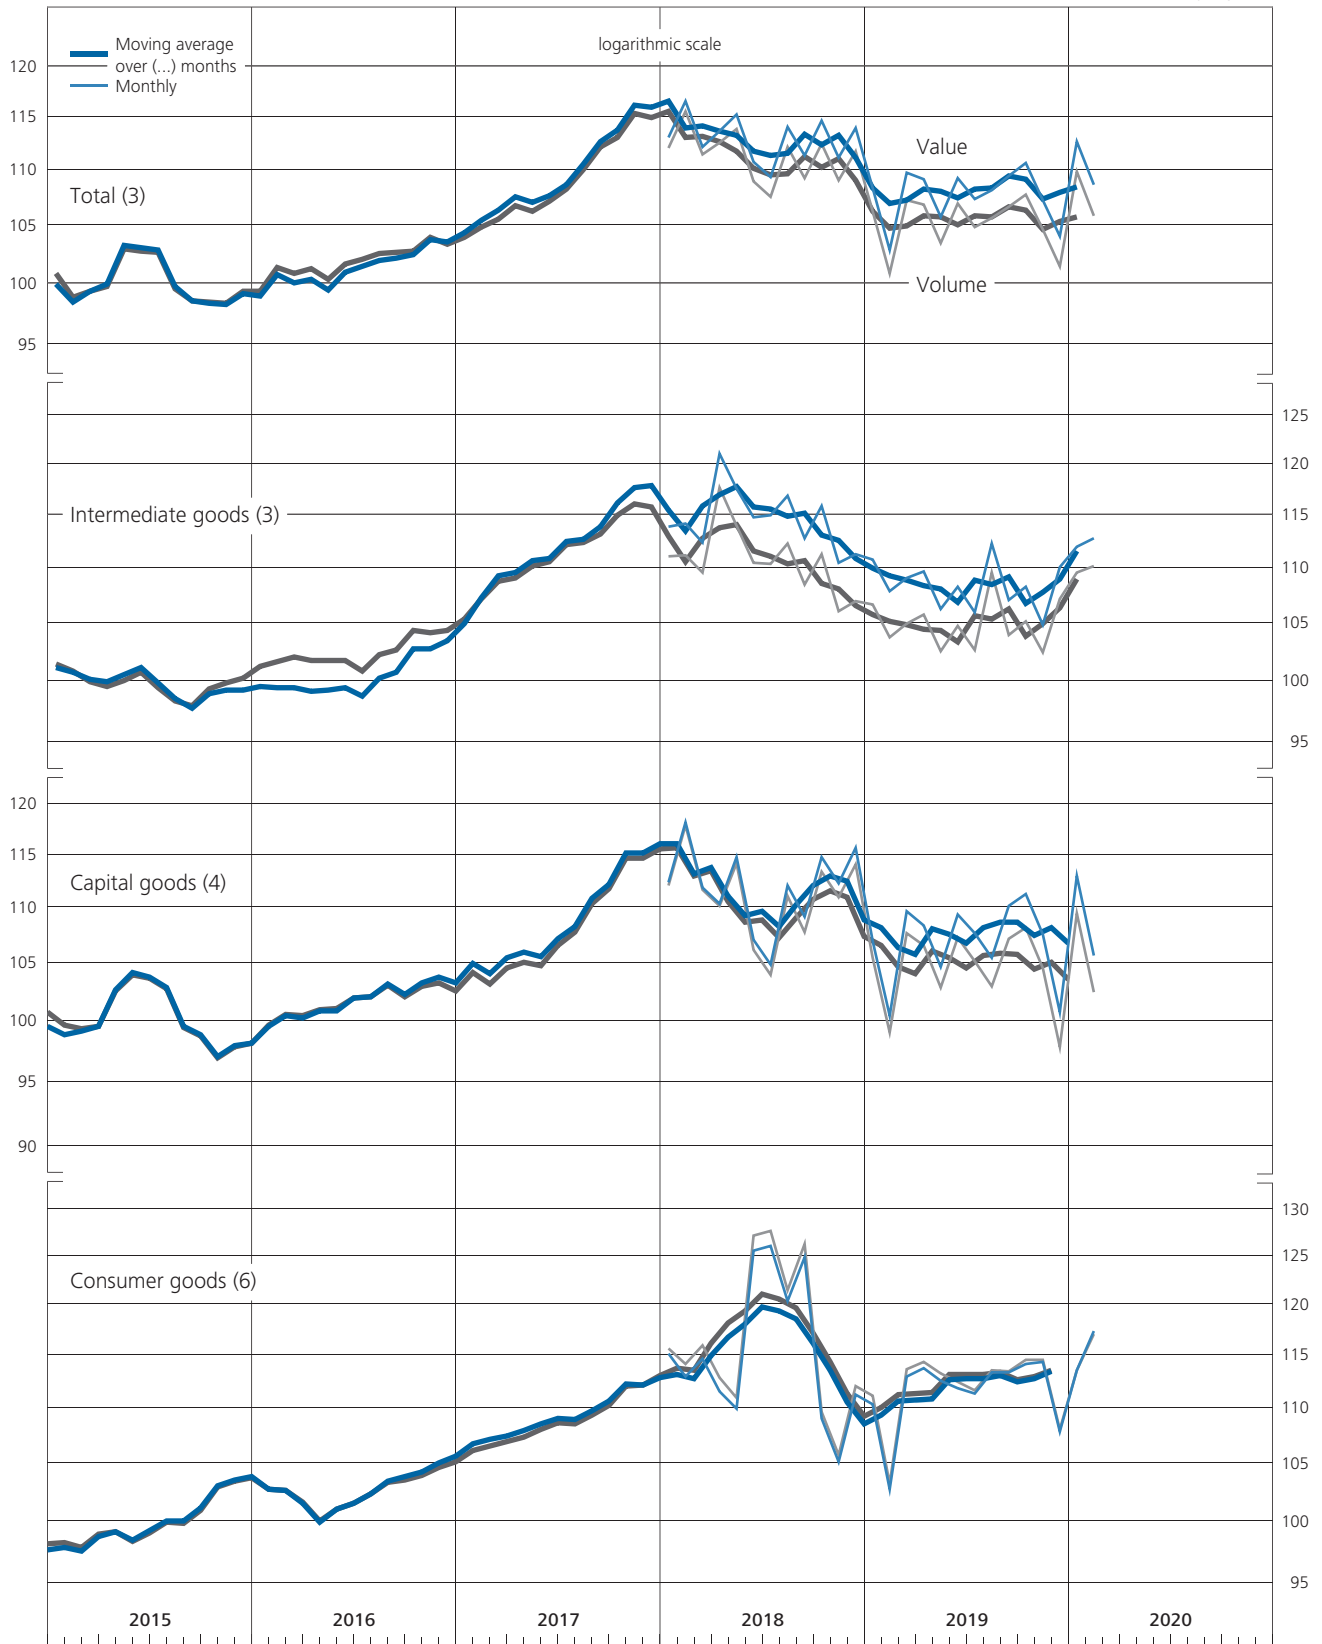 Moving average
over (...) months
Monthly
logarithmic scale
120
115
110
105
100
95
Total (3)
Value
Volume
125
120
115
110
105
100
95
Intermediate goods (3)
120
115
110
105
100
95
90
Capital goods (4)
130
125
120
115
110
105
100
95
Consumer goods (6)
2015 2016 2017 2018 2019 2020